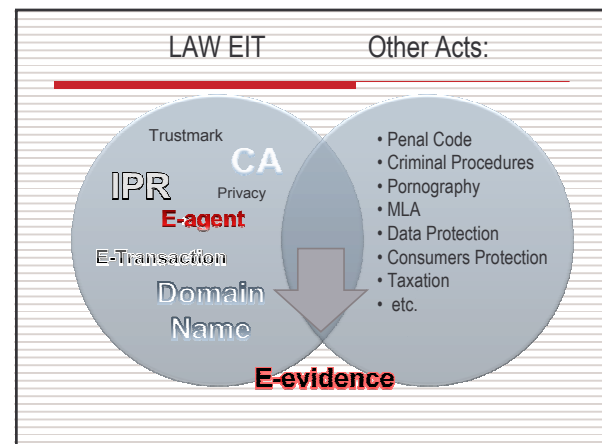 LAW EIT
Other Acts:
Trustmark
CA
IPR
Privacy
E-agent
E-Transaction
Domain
Name
• Penal Code
• Criminal Procedures
• Pornography
• MLA
• Data Protection
• Consumers Protection
• Taxation
• etc.
E-evidence